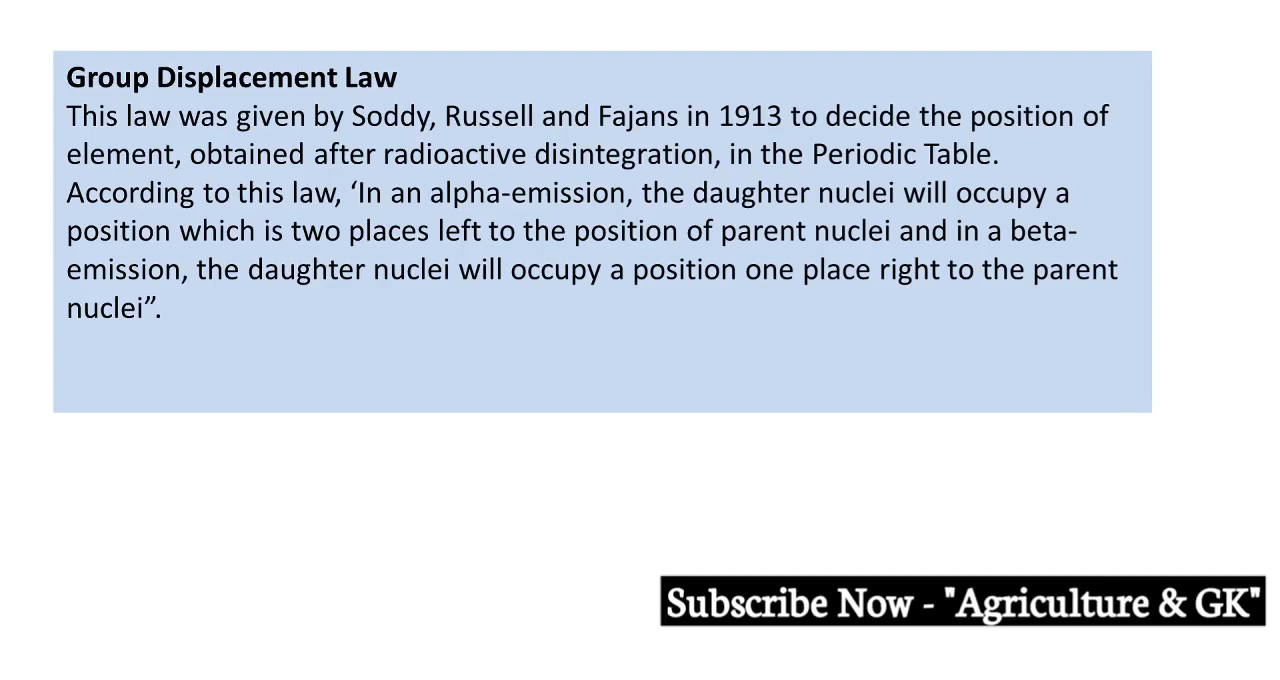 Group Displacement Law
This law was given by Soddy, Russell and Fajans in 1913 to decide the position of
element, obtained after radioactive disintegration, in the Periodic Table.
According to this law, ‘In an alpha-emission, the daughter nuclei will occupy a
position which is two places left to the position of parent nuclei and in a beta-
emission, the daughter nuclei will occupy a position one place right to the parent
nuclei”.
Subscribe Now - "Agriculture & GK"